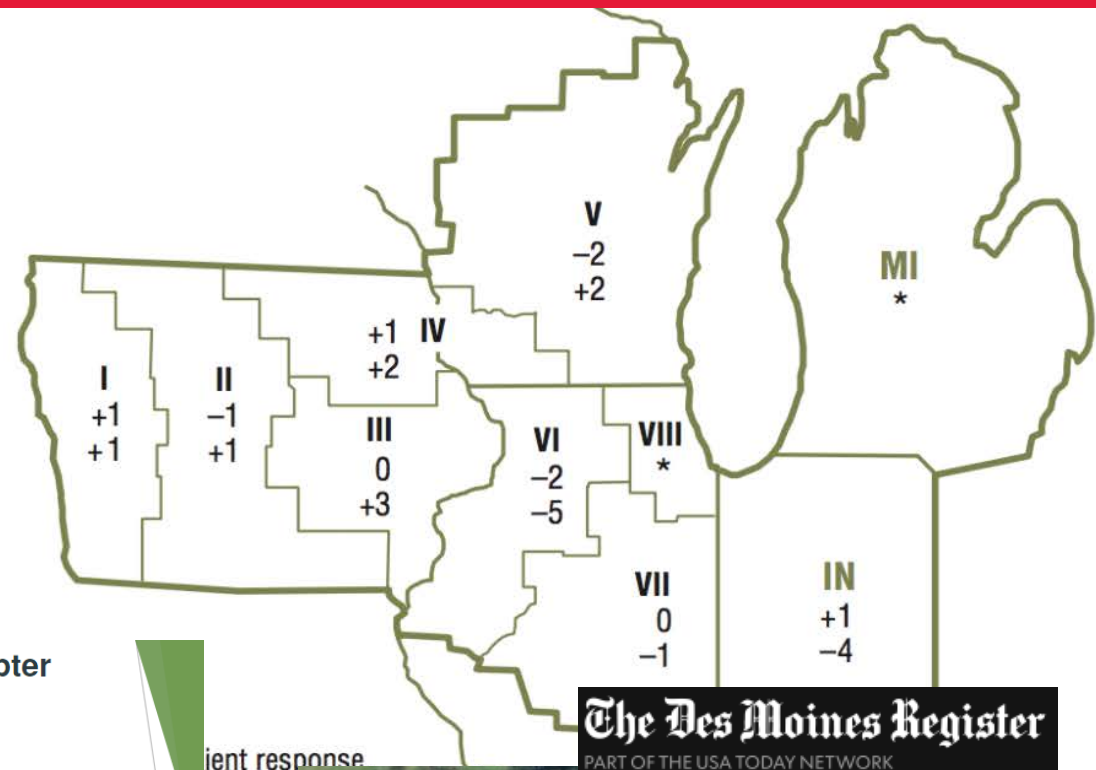 V
−2
+2
MI
*
+1 IV
+2
I
+1
+1
II
−1
+1
III
0
+3
VI
−2
−5
VIII
*
VII
0
−1
IN
+1
−4
response
The Des Moines Register
PART OF THE USA TODAY NETWORK